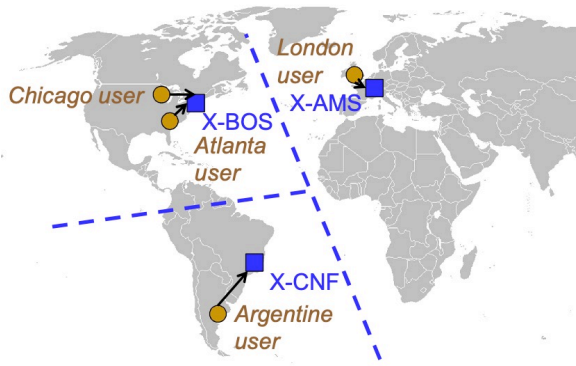 London
user
Chicago user
X-AMS
X-BOS
Atlanta
user
X-CNF
Argentine
user